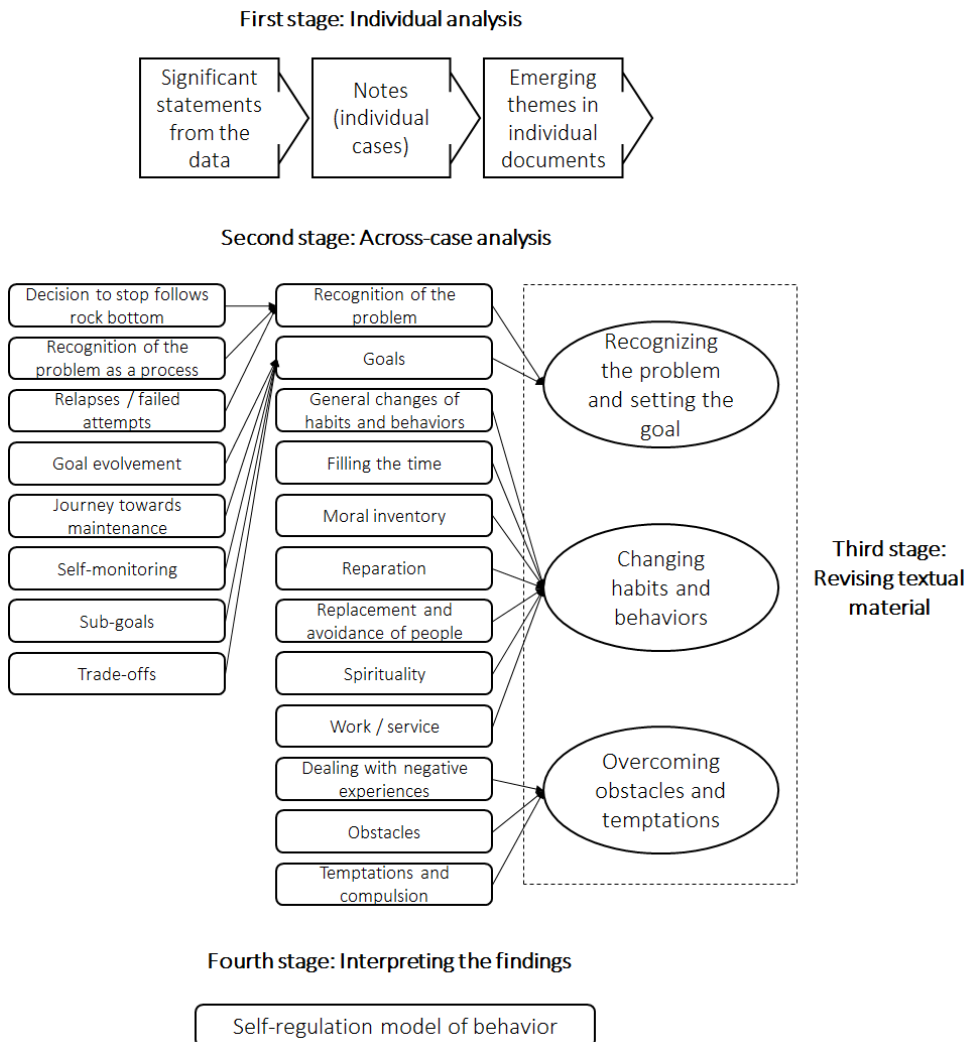 First stage: Individual analysis
Significant
statements
from the
data
Notes
(individual
cases)
Emerging
themes in
individual
documents
Second stage: Across-case analysis
Decision to stop follows
rock bottom
Recognition of the
problem as a process
Relapses / failed
attempts
Goal evolvement
Journey towards
maintenance
Self-monitoring
Sub-goals
Trade-offs
Recognition of the
problem
Goals
General changes of
habits and behaviors
Filling the time
Moral inventory
Reparation
Replacement and
avoidance of people
Spirituality
Work / service
Dealing with negative
experiences
Obstacles
Temptations and
compulsion
Recognizing
the problem
and setting the
goal
Changing
habits and
behaviors
Overcoming
obstacles and
temptations
Third stage:
Revising textual
material
Fourth stage: Interpreting the findings
Self-regulation model of behavior